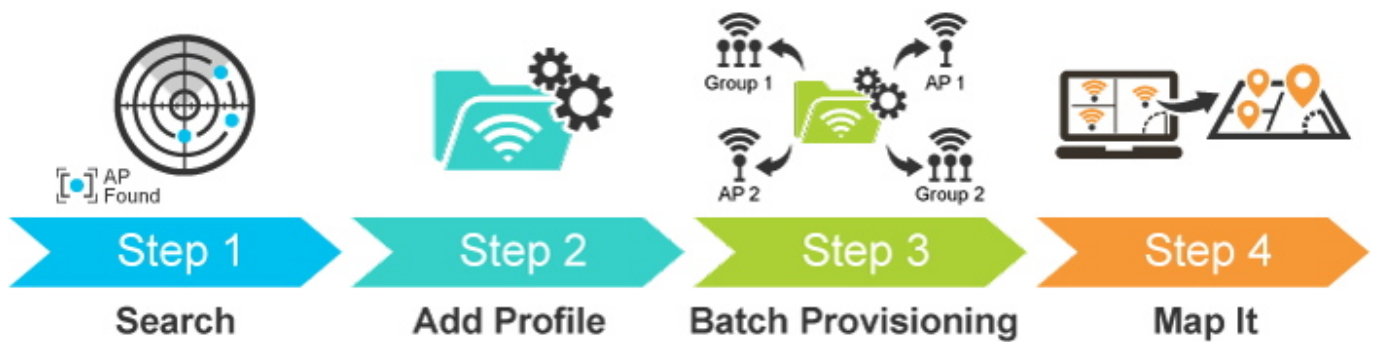 Group 1
AP 1
AP
Found
AP 2
Group 2
Step 1
Step 2
Step 3
Step 4
Search
Add Profile
Batch Provisioning
Map It